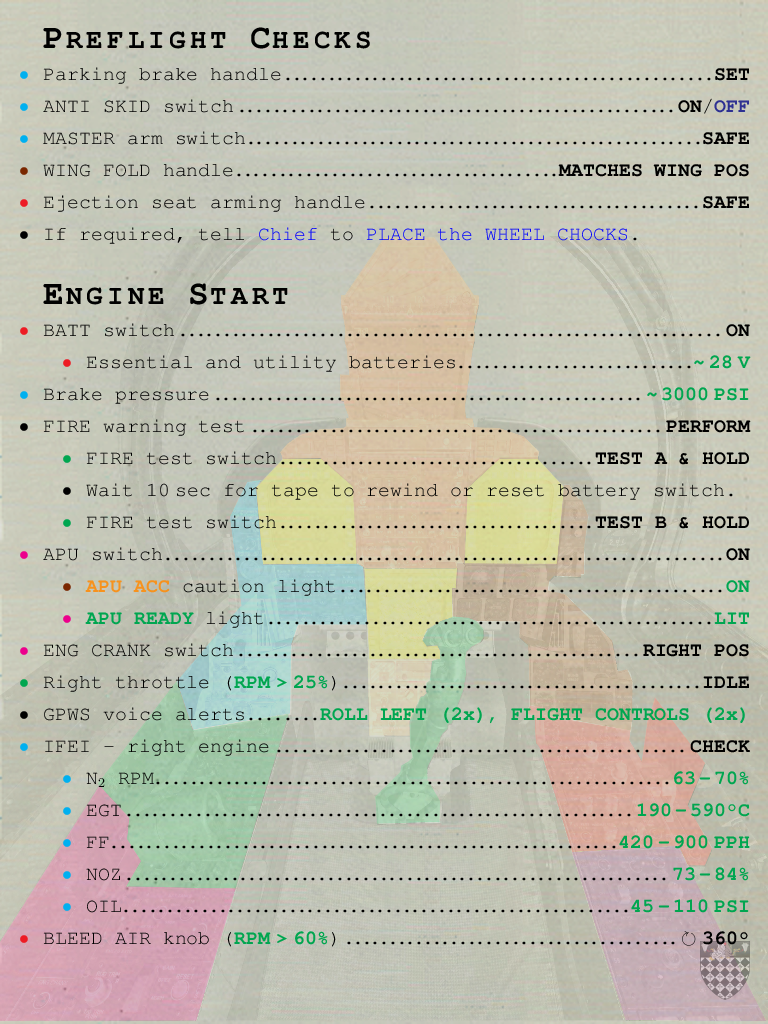 PREFLIGHT CHECKS
• Parking brake handle....................................SET
• ANTI SKID switch.....................................ON/OFF
• MASTER arm switch......................................SAFE
• WING FOLD handle...........................MATCHES WING POS
• Ejection seat arming handle............................SAFE
• If required, tell Chief to PLACE the WHEEL CHOCKS.
ENGINE START
• BATT switch..............................................ON
• Essential and utility batteries....................~28 V
• Brake pressure....................................~3000 PSI
• FIRE warning test...................................PERFORM
• FIRE test switch..........................TEST A & HOLD
• Wait 10 sec for tape to rewind or reset battery switch.
• FIRE test switch..........................TEST B & HOLD
• APU switch...............................................ON
• APU ACC caution light................................ON
• APU READY light.....................................LIT
• ENG CRANK switch..................................RIGHT POS
• Right throttle (RPM > 25%)..............................IDLE
• GPWS voice alerts.......ROLL LEFT (2x), FLIGHT CONTROLS (2x)
• IFEI – right engine...................................CHECK
• N₂ RPM...........................................63–70%
• EGT...........................................190–590°C
• FF..........................................420–900 PPH
• NOZ..............................................73–84%
• OIL..........................................45–110 PSI
• BLEED AIR knob (RPM > 60%)............................↻ 360°